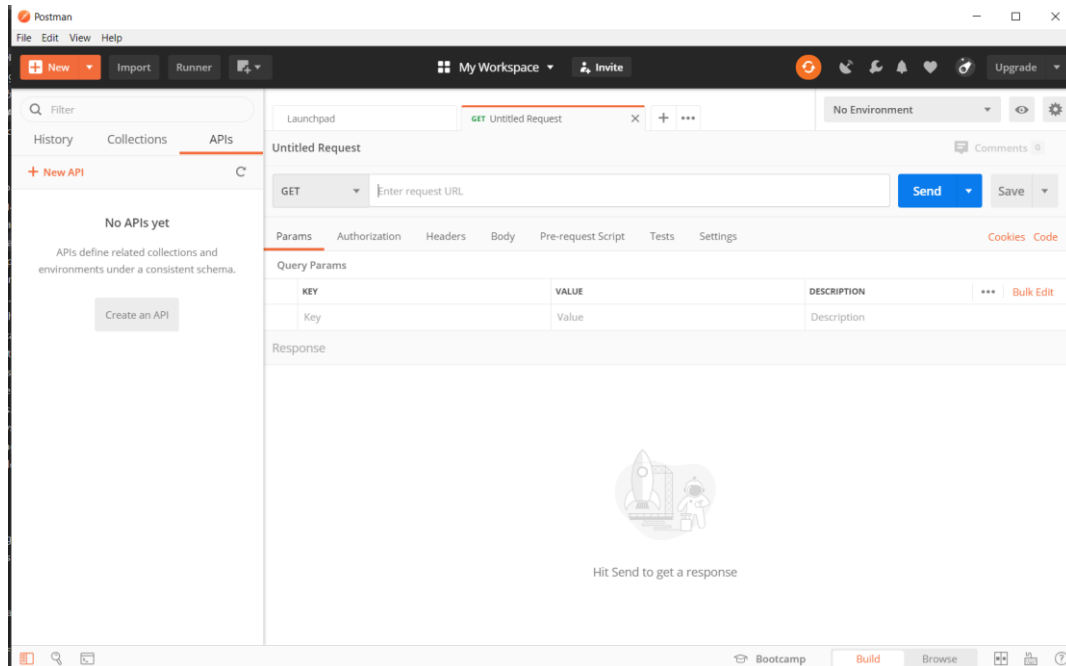 Postman
File Edit View Help
New Import Runner My Workspace Invite Upgrade
Filter
History Collections APIs
+ New API
No APIs yet
APIs define related collections and
environments under a consistent schema.
Create an API
Launchpad GET Untitled Request No Environment
Untitled Request Comments 0
GET Enter request URL Send Save
Params Authorization Headers Body Pre-request Script Tests Settings Cookies Code
Query Params
KEY VALUE DESCRIPTION Bulk Edit
Key Value Description
Response
Hit Send to get a response
Bootcamp Build Browse